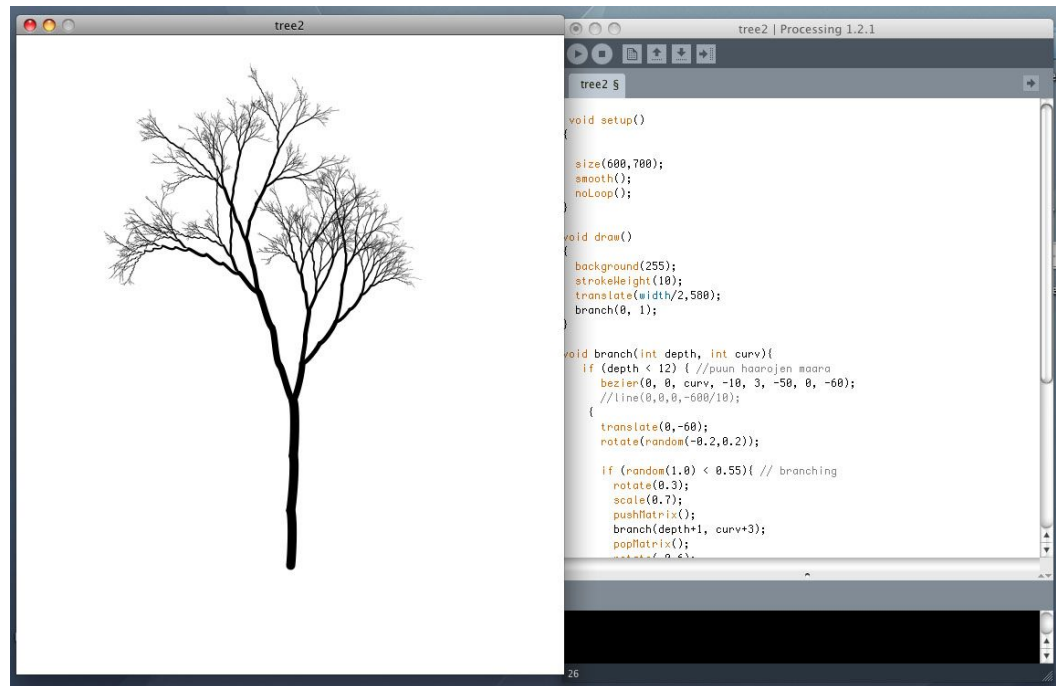 tree2
tree2 | Processing 1.2.1
tree2 §
void setup()
{
size(600,700);
smooth();
noLoop();
}
void draw()
{
background(255);
strokeWeight(10);
translate(width/2,580);
branch(0, 1);
}
void branch(int depth, int curv){
if (depth < 12) { //puun haarojen maara
bezier(0, 0, curv, -10, 3, -50, 0, -60);
//line(0,0,0,-600/10);
{
translate(0,-60);
rotate(random(-0.2,0.2));
if (random(1.0) < 0.55){ // branching
rotate(0.3);
scale(0.7);
pushMatrix();
branch(depth+1, curv+3);
popMatrix();
26